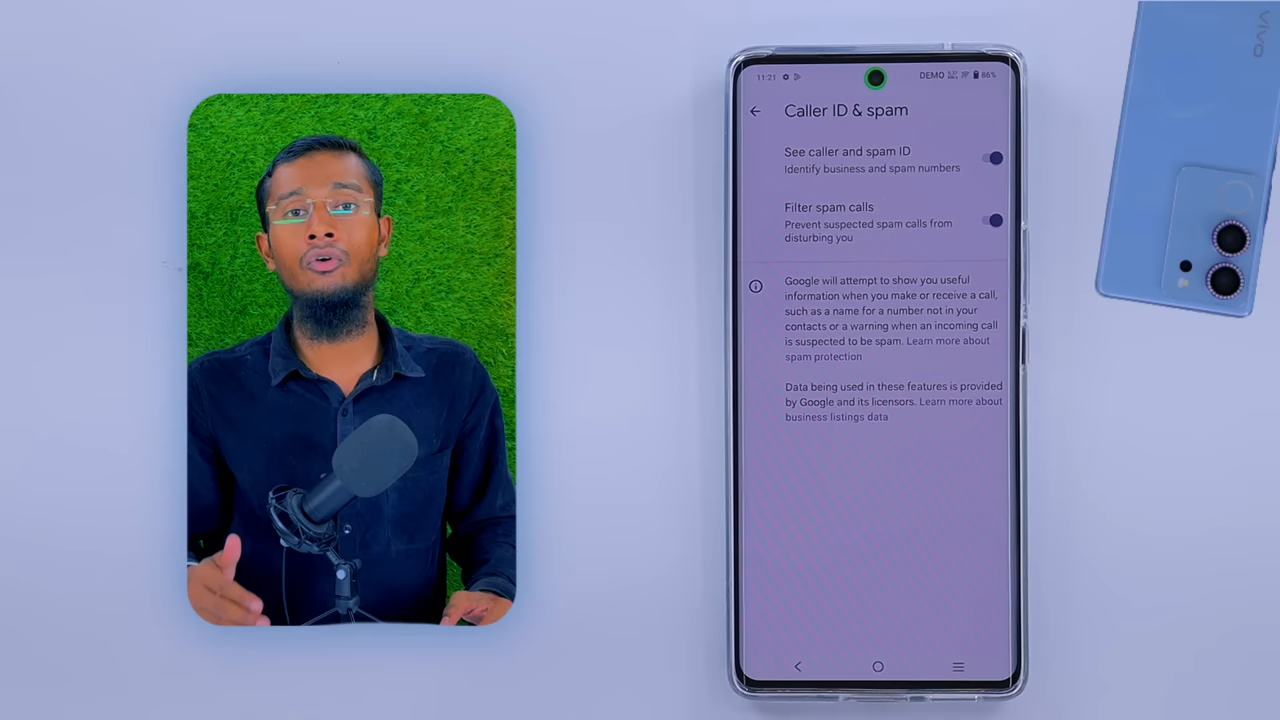 vivo
11:21
DEMO 86%
Caller ID & spam
See caller and spam ID
Identify business and spam numbers
Filter spam calls
Prevent suspected spam calls from
disturbing you
Google will attempt to show you useful
information when you make or receive a call,
such as a name for a number not in your
contacts or a warning when an incoming call
is suspected to be spam. Learn more about
spam protection
Data being used in these features is provided
by Google and its licensors. Learn more about
business listings data